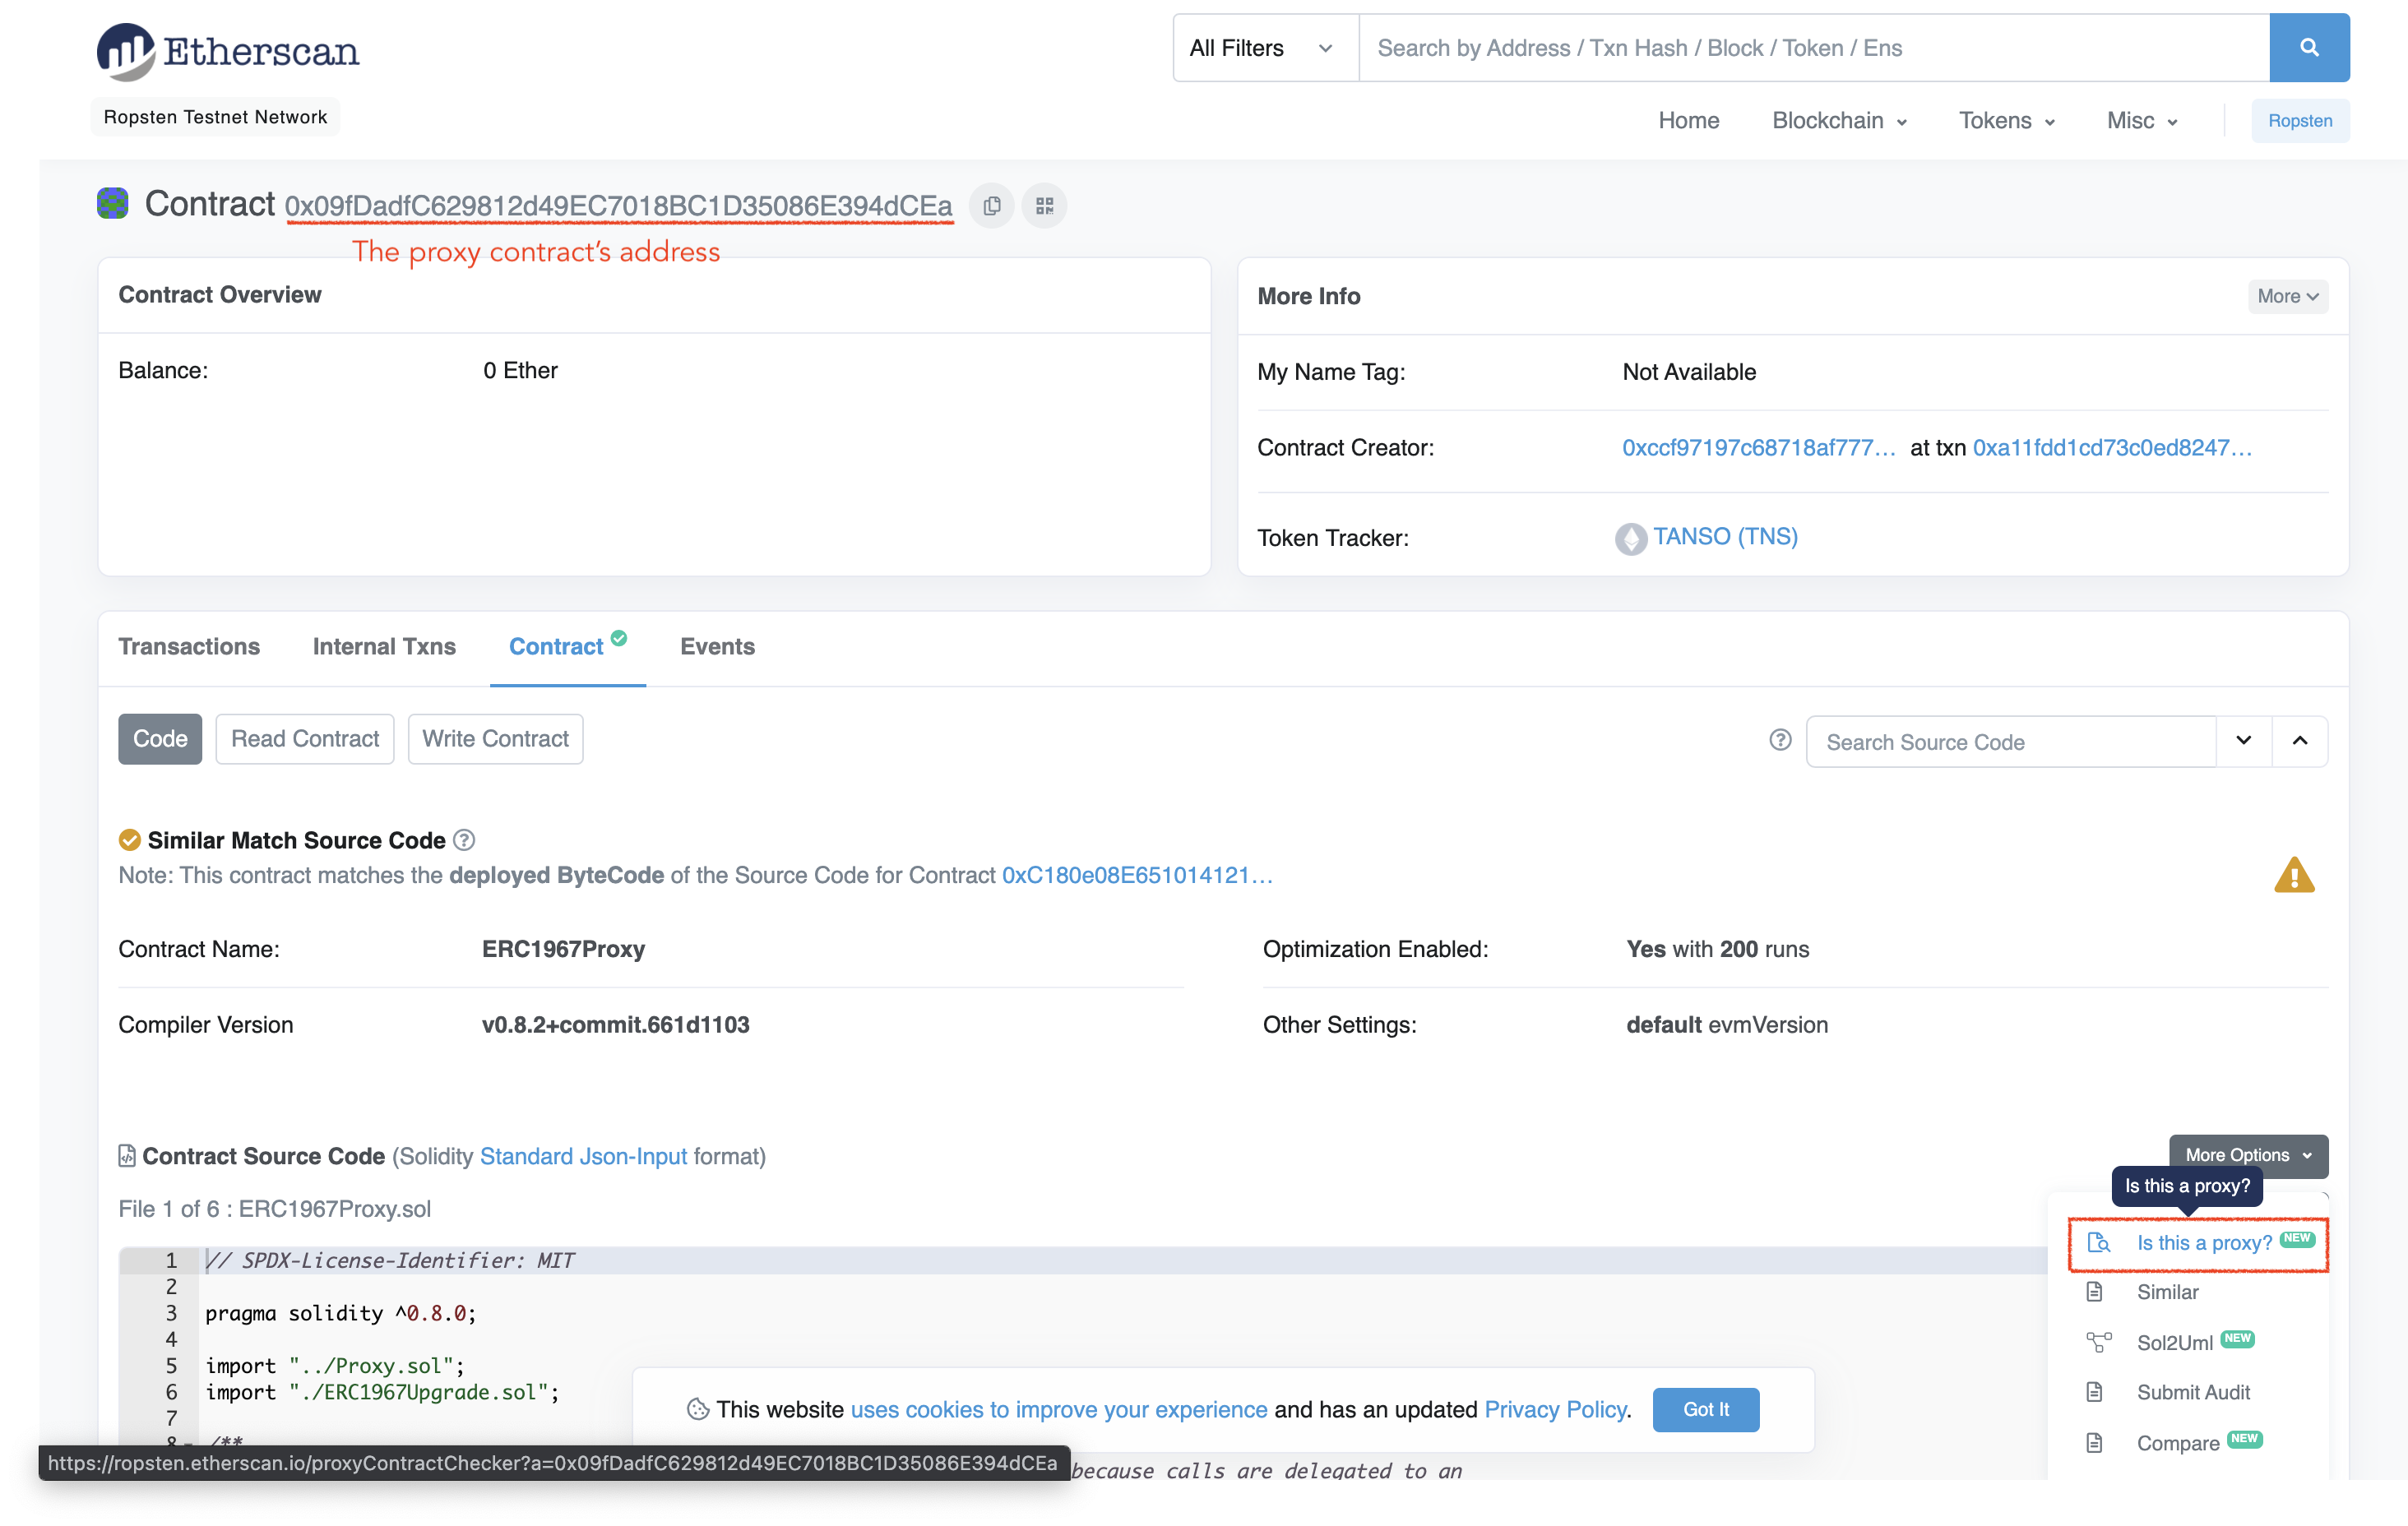 Etherscan
All Filters
Search by Address / Txn Hash / Block / Token / Ens
Ropsten Testnet Network
Home Blockchain Tokens Misc Ropsten
Contract 0x09fDadfC629812d49EC7018BC1D35086E394dCEa
The proxy contract's address
Contract Overview
Balance: 0 Ether
More Info More
My Name Tag: Not Available
Contract Creator: 0xccf97197c68718af777... at txn 0xa11fdd1cd73c0ed8247...
Token Tracker: TANSO (TNS)
Transactions Internal Txns Contract Events
Code Read Contract Write Contract
Search Source Code
Similar Match Source Code
Note: This contract matches the deployed ByteCode of the Source Code for Contract 0xC180e08E651014121...
Contract Name: ERC1967Proxy
Optimization Enabled: Yes with 200 runs
Compiler Version v0.8.2+commit.661d1103
Other Settings: default evmVersion
Contract Source Code (Solidity Standard Json-Input format)
More Options
Is this a proxy?
File 1 of 6 : ERC1967Proxy.sol
Is this a proxy? NEW
Similar
Sol2Uml NEW
Submit Audit
Compare NEW
1 // SPDX-License-Identifier: MIT
2
3 pragma solidity ^0.8.0;
4
5 import "../Proxy.sol";
6 import "./ERC1967Upgrade.sol";
7
8 /**
This website uses cookies to improve your experience and has an updated Privacy Policy. Got It
https://ropsten.etherscan.io/proxyContractChecker?a=0x09fDadfC629812d49EC7018BC1D35086E394dCEa
because calls are delegated to an